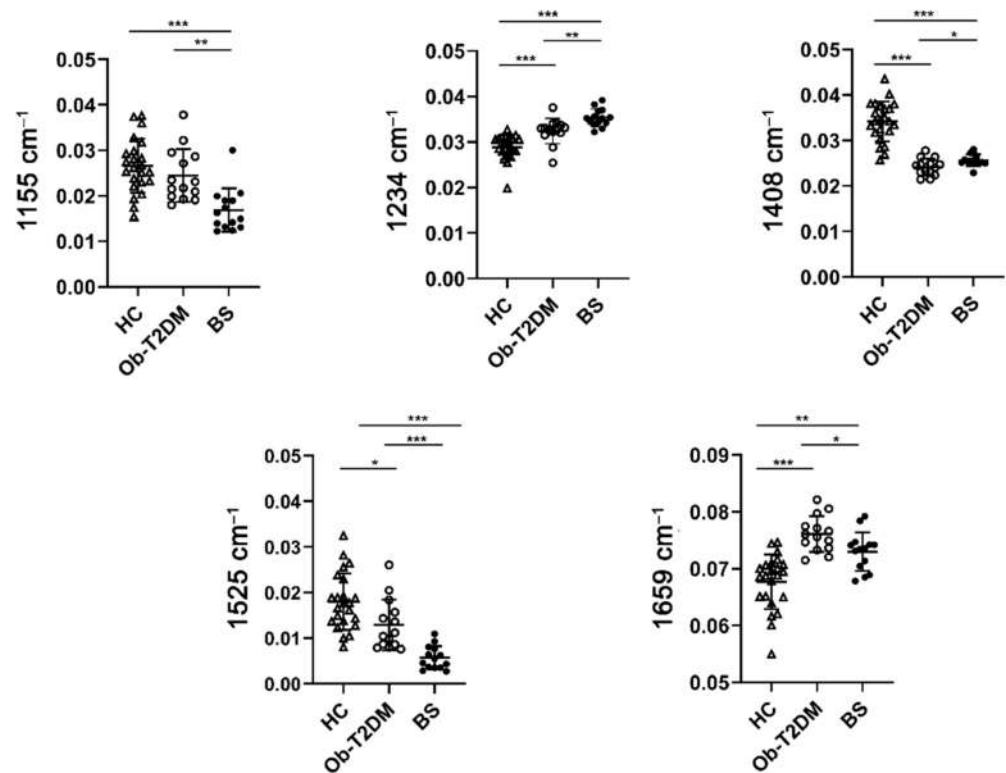 ***
**
0.05
0.04
0.03
0.02
0.01
0.00
1155 cm⁻¹
HC
Ob-T2DM
BS
***
**
***
0.05
0.04
0.03
0.02
0.01
0.00
1234 cm⁻¹
HC
Ob-T2DM
BS
***
*
***
0.05
0.04
0.03
0.02
0.01
0.00
1408 cm⁻¹
HC
Ob-T2DM
BS
***
***
*
0.05
0.04
0.03
0.02
0.01
0.00
1525 cm⁻¹
HC
Ob-T2DM
BS
**
*
***
0.09
0.08
0.07
0.06
0.05
1659 cm⁻¹
HC
Ob-T2DM
BS